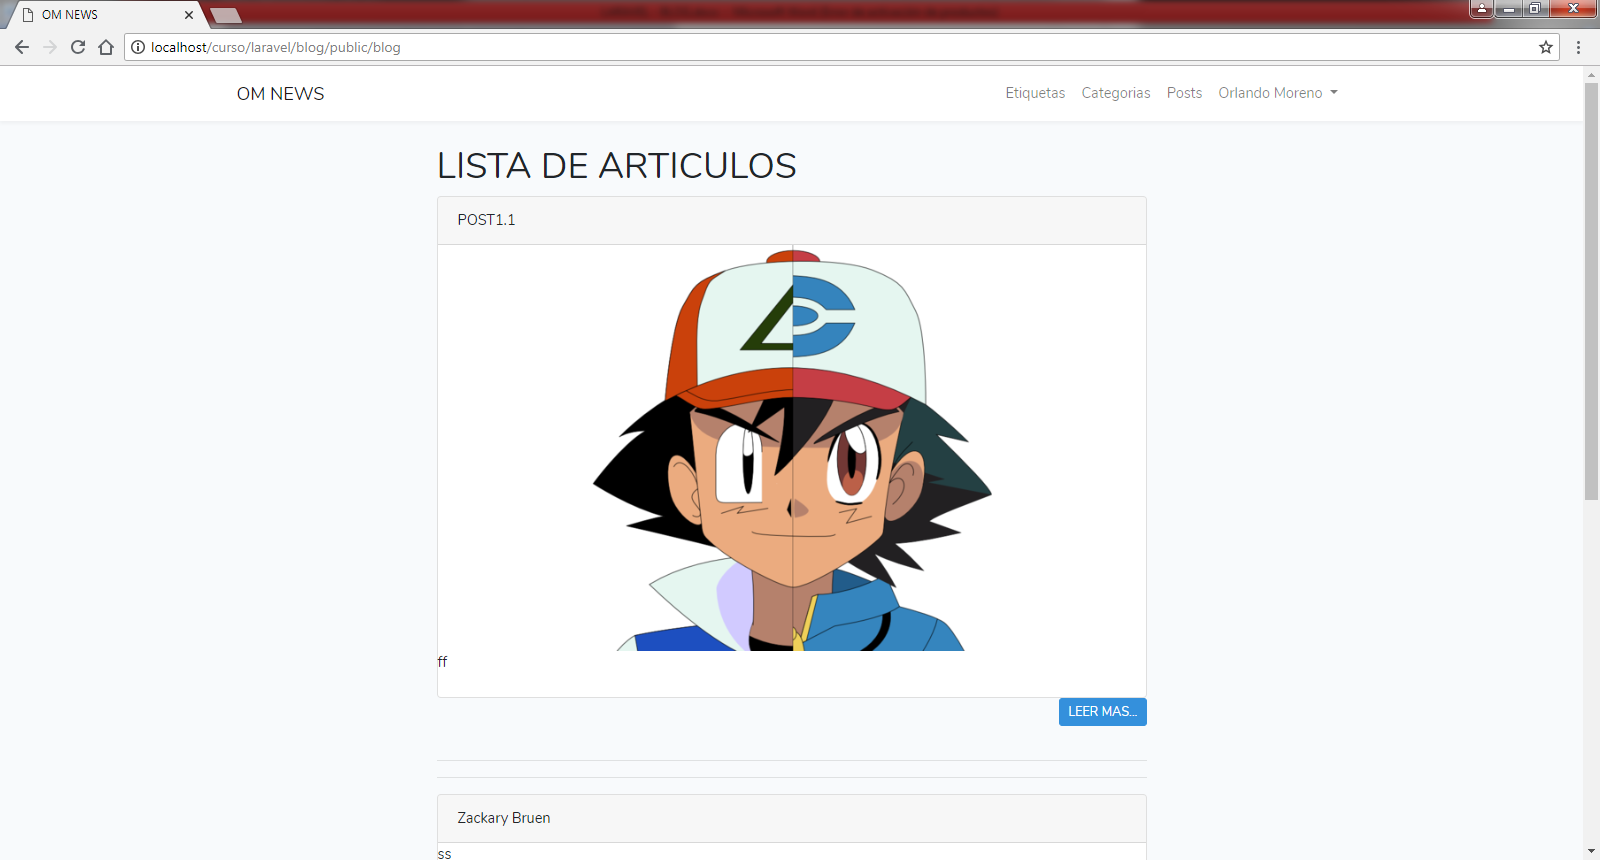 OM NEWS
localhost/curso/laravel/blog/public/blog
OM NEWS
Etiquetas Categorias Posts Orlando Moreno
LISTA DE ARTICULOS
POST1.1
ff
LEER MAS...
Zackary Bruen
ss